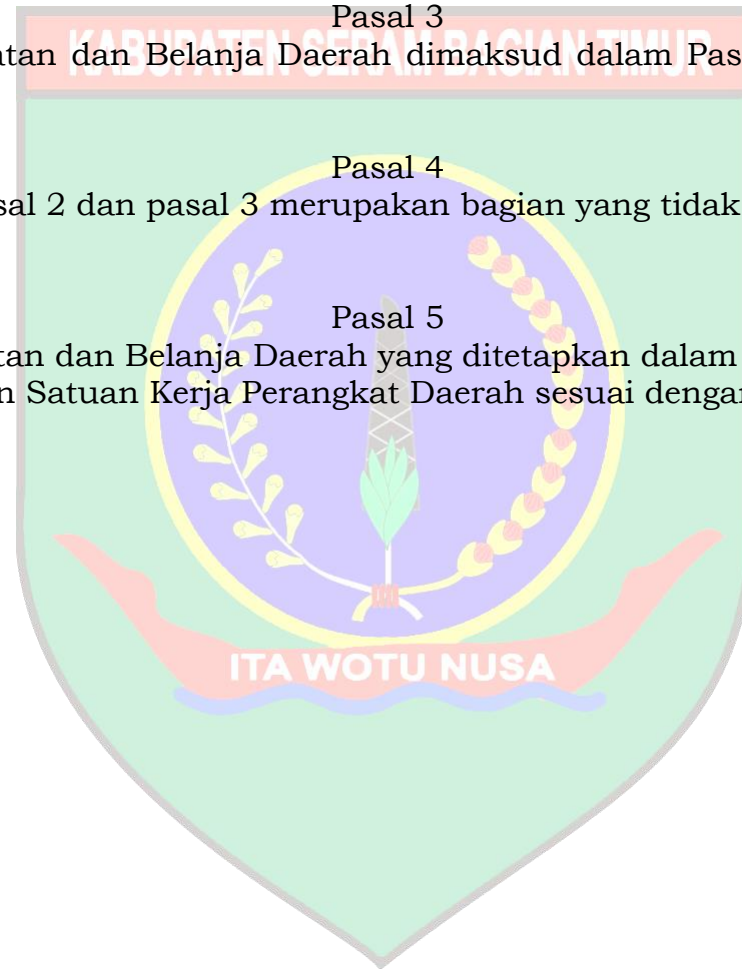 Pasal 3
tan dan Belanja Daerah dimaksud dalam Pas
KABUPATEN SERAM BAGIAN TIMUR
Pasal 4
sal 2 dan pasal 3 merupakan bagian yang tidak
Pasal 5
tan dan Belanja Daerah yang ditetapkan dalam
n Satuan Kerja Perangkat Daerah sesuai dengan
ITA WOTU NUSA